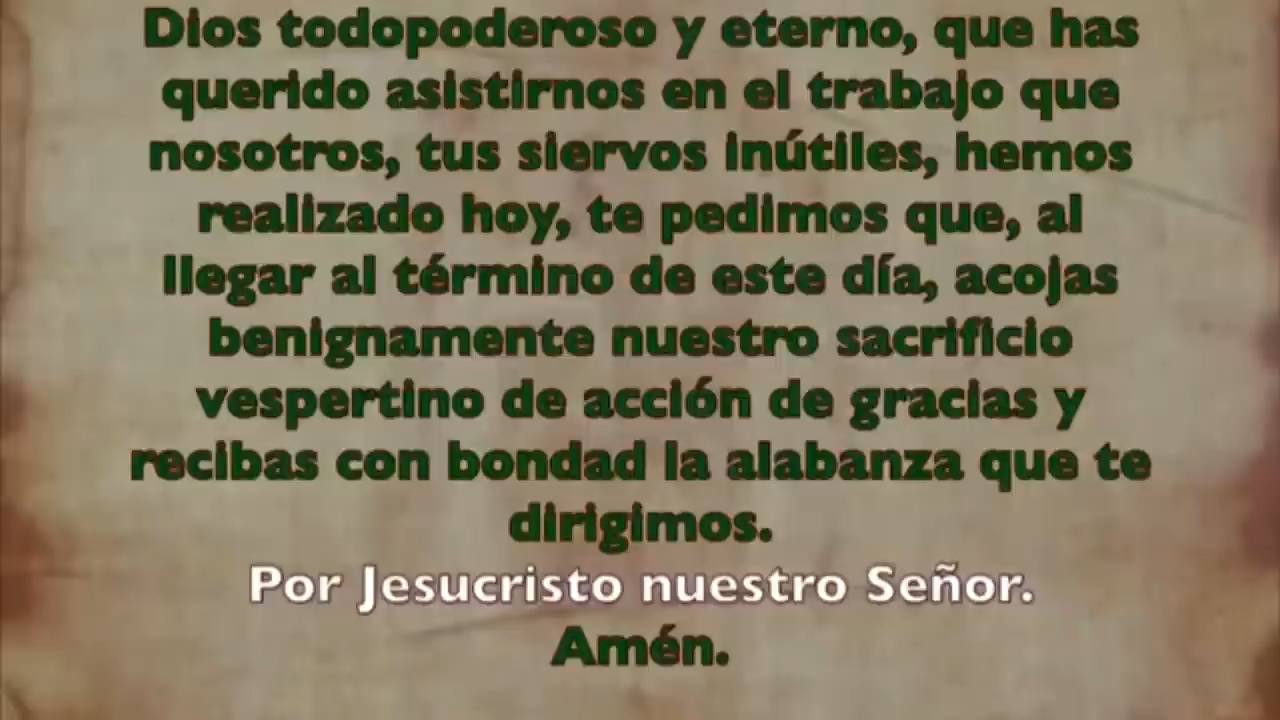 Dios todopoderoso y eterno, que has
querido asistirnos en el trabajo que
nosotros, tus siervos inútiles, hemos
realizado hoy, te pedimos que, al
llegar al término de este día, acojas
benignamente nuestro sacrificio
vespertino de acción de gracias y
recibas con bondad la alabanza que te
dirigimos.
Por Jesucristo nuestro Señor.
Amén.